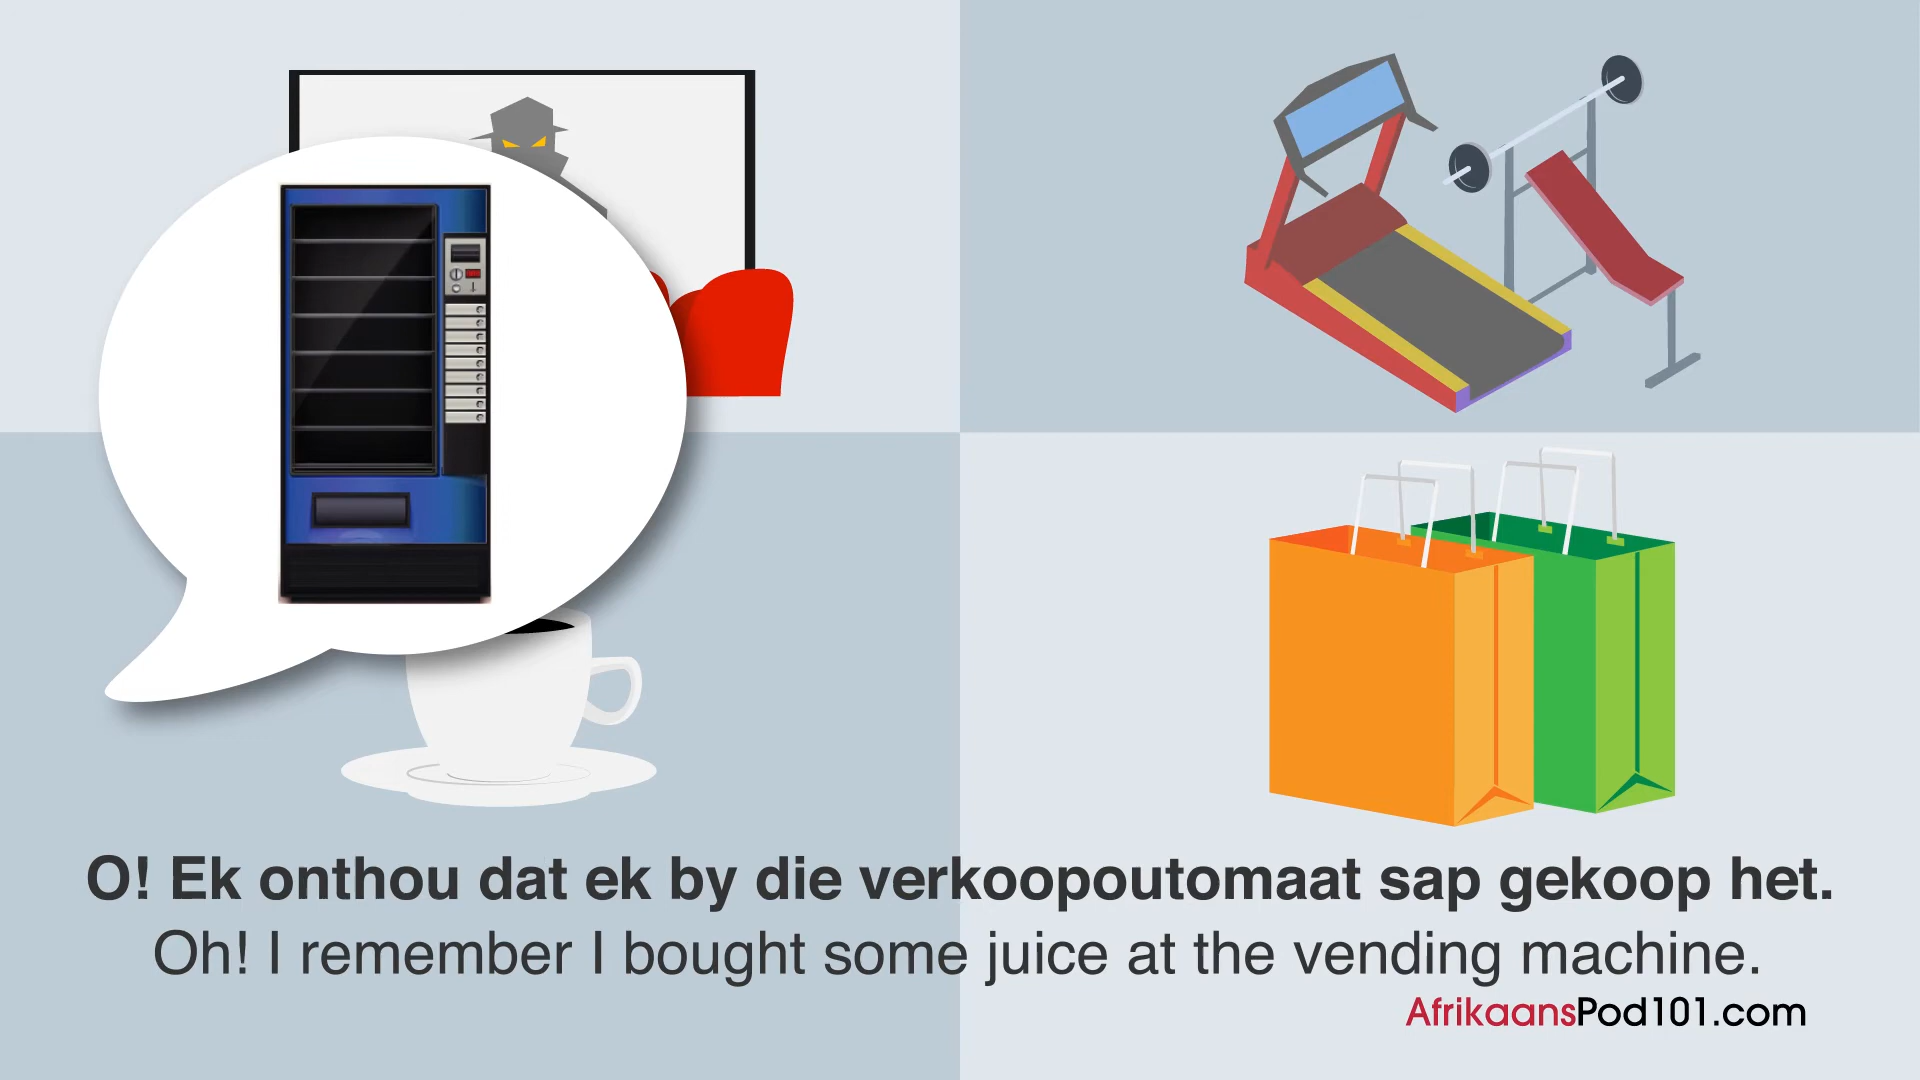 O! Ek onthou dat ek by die verkoopoutomaat sap gekoop het.
Oh! I remember I bought some juice at the vending machine.
AfrikaansPod101.com